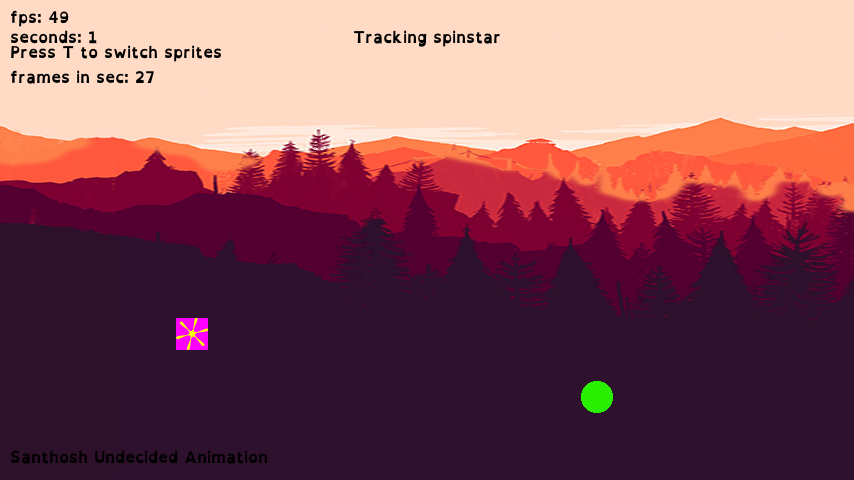 fps: 49
seconds: 1
Press T to switch sprites
frames in sec: 27
Tracking spinstar
Santhosh Undecided Animation